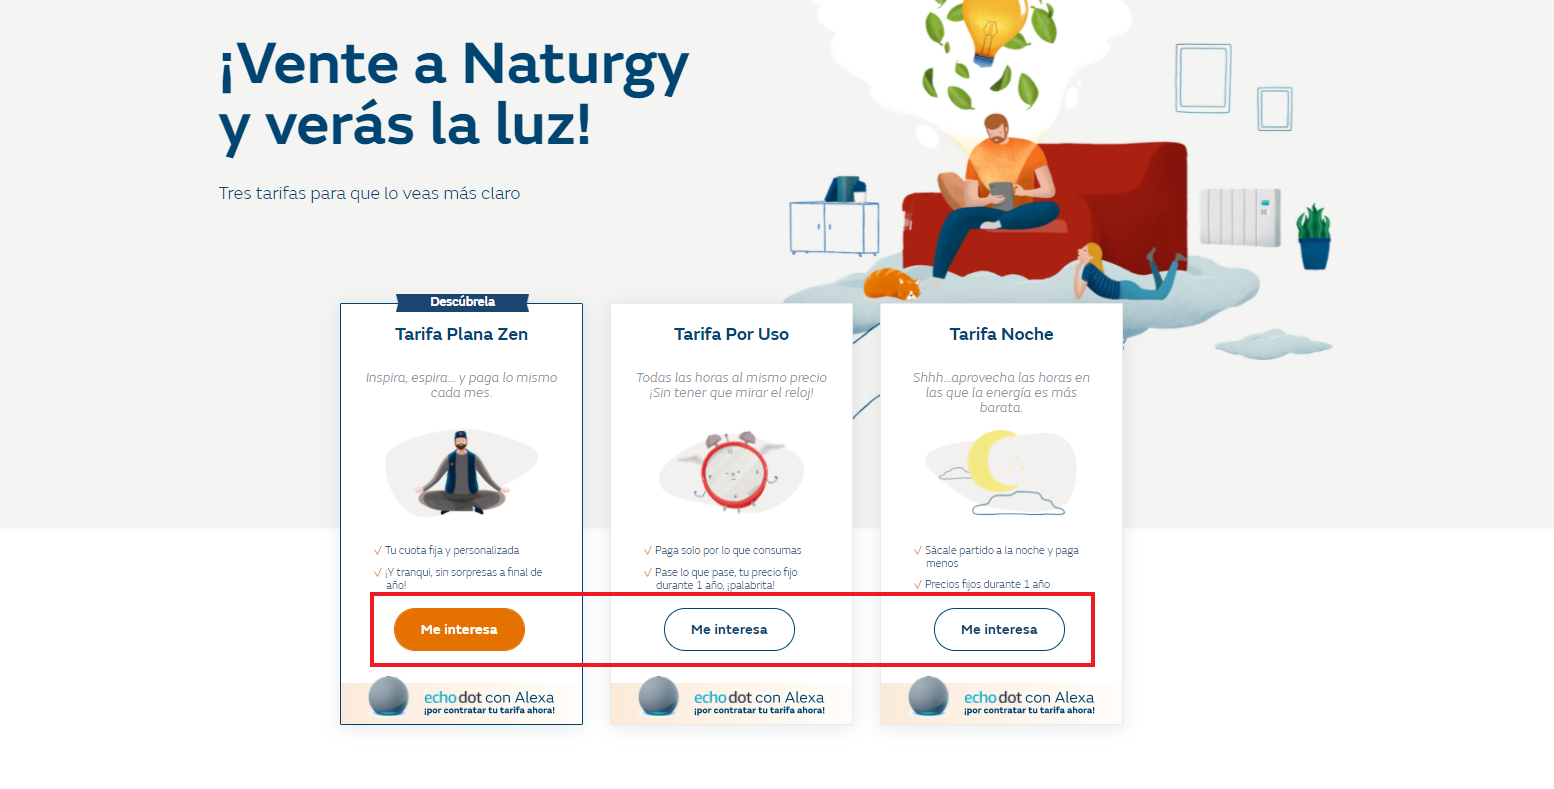 ¡Vente a Naturgy
y verás la luz!
Tres tarifas para que lo veas más claro
Descúbrela
Tarifa Plana Zen
Inspira, espira... y paga lo mismo
cada mes.
✓ Tu cuota fija y personalizada
✓ ¡Y tranqui, sin sorpresas a final de
año!
Me interesa
echo dot con Alexa
¡por contratar tu tarifa ahora!
Tarifa Por Uso
Todas las horas al mismo precio
¡Sin tener que mirar el reloj!
✓ Paga solo por lo que consumas
✓ Pase lo que pase, tu precio fijo
durante 1 año, ¡palabrita!
Me interesa
echo dot con Alexa
¡por contratar tu tarifa ahora!
Tarifa Noche
Shhh...aprovecha las horas en
las que la energía es más
barata.
✓ Sácale partido a la noche y paga
menos
✓ Precios fijos durante 1 año
Me interesa
echo dot con Alexa
¡por contratar tu tarifa ahora!